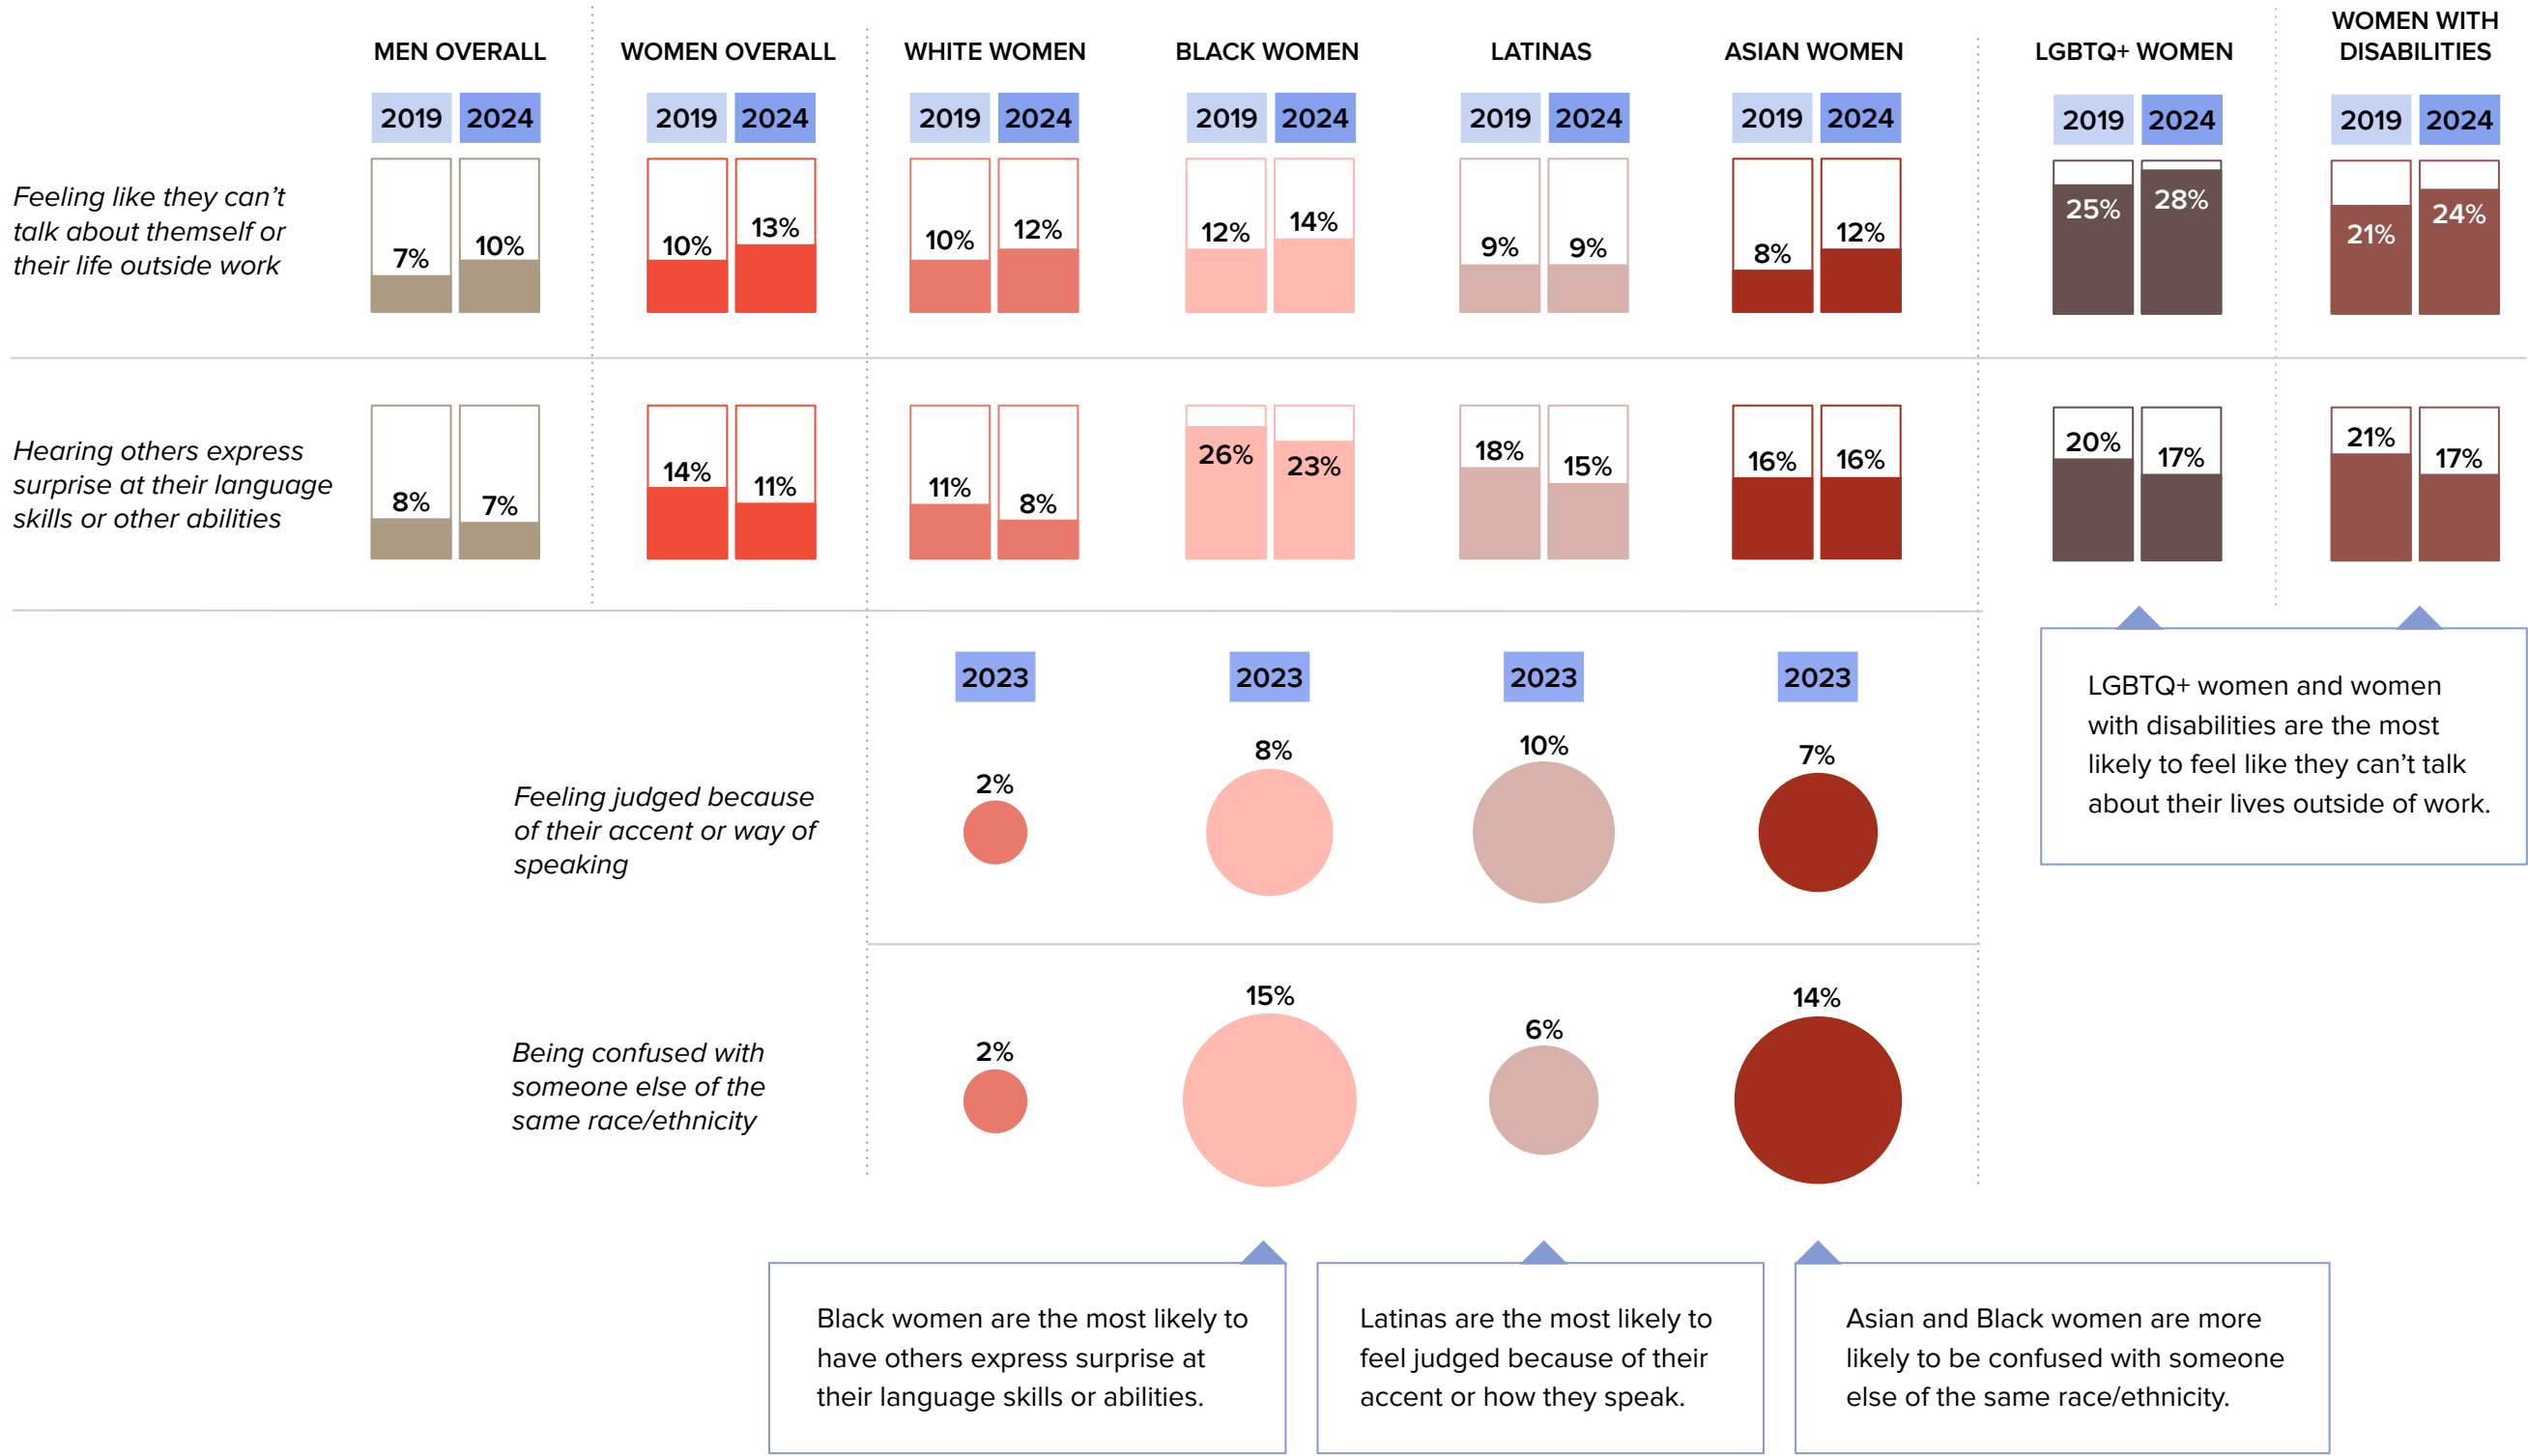 MEN OVERALL
WOMEN OVERALL
WHITE WOMEN
BLACK WOMEN
LATINAS
ASIAN WOMEN
LGBTQ+ WOMEN
WOMEN WITH
DISABILITIES
2019 2024
2019 2024
2019 2024
2019 2024
2019 2024
2019 2024
2019 2024
2019 2024
Feeling like they can’t
talk about themself or
their life outside work
7% 10%
10% 13%
10% 12%
12% 14%
9% 9%
8% 12%
25% 28%
21% 24%
Hearing others express
surprise at their language
skills or other abilities
8% 7%
14% 11%
11% 8%
26% 23%
18% 15%
16% 16%
20% 17%
21% 17%
2023
2023
2023
2023
Feeling judged because
of their accent or way of
speaking
2%
8%
10%
7%
LGBTQ+ women and women
with disabilities are the most
likely to feel like they can’t talk
about their lives outside of work.
Being confused with
someone else of the
same race/ethnicity
2%
15%
6%
14%
Black women are the most likely to
have others express surprise at
their language skills or abilities.
Latinas are the most likely to
feel judged because of their
accent or how they speak.
Asian and Black women are more
likely to be confused with someone
else of the same race/ethnicity.